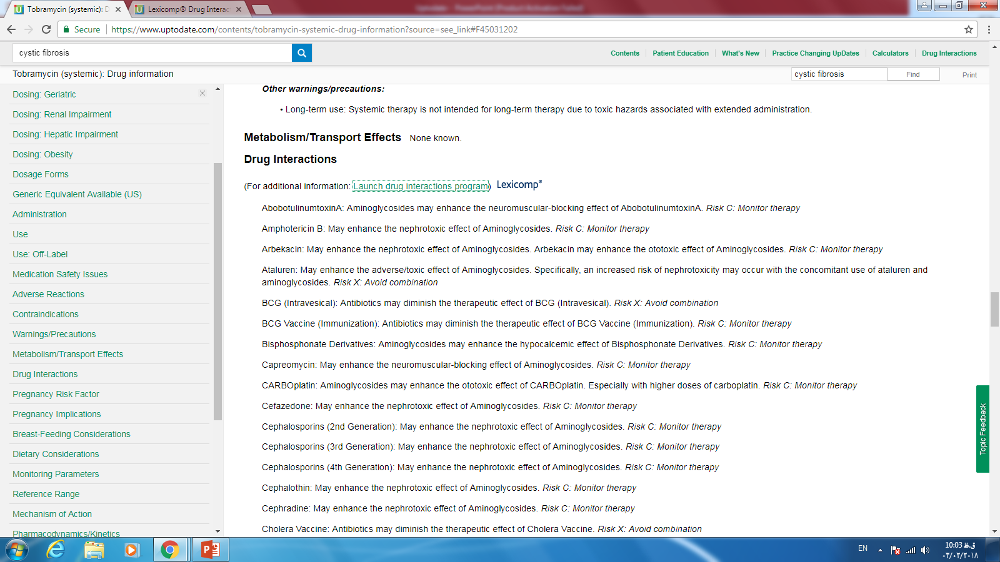 Tobramycin (systemic): D
Lexicomp® Drug Interac
Uptodate - PowerPoint (Product Activation Failed)
Secure
https://www.uptodate.com/contents/tobramycin-systemic-drug-information?source=see_link#F45031202
cystic fibrosis
Contents
Patient Education
What's New
Practice Changing UpDates
Calculators
Drug Interactions
Tobramycin (systemic): Drug information
cystic fibrosis
Find
Print
Dosing: Geriatric
Dosing: Renal Impairment
Dosing: Hepatic Impairment
Dosing: Obesity
Dosage Forms
Generic Equivalent Available (US)
Administration
Use
Use: Off-Label
Medication Safety Issues
Adverse Reactions
Contraindications
Warnings/Precautions
Metabolism/Transport Effects
Drug Interactions
Pregnancy Risk Factor
Pregnancy Implications
Breast-Feeding Considerations
Dietary Considerations
Monitoring Parameters
Reference Range
Mechanism of Action
Pharmacodynamics/Kinetics
Other warnings/precautions:
• Long-term use: Systemic therapy is not intended for long-term therapy due to toxic hazards associated with extended administration.
Metabolism/Transport Effects None known.
Drug Interactions
(For additional information: Launch drug interactions program) Lexicomp®
AbobotulinumtoxinA: Aminoglycosides may enhance the neuromuscular-blocking effect of AbobotulinumtoxinA. Risk C: Monitor therapy
Amphotericin B: May enhance the nephrotoxic effect of Aminoglycosides. Risk C: Monitor therapy
Arbekacin: May enhance the nephrotoxic effect of Aminoglycosides. Arbekacin may enhance the ototoxic effect of Aminoglycosides. Risk C: Monitor therapy
Ataluren: May enhance the adverse/toxic effect of Aminoglycosides. Specifically, an increased risk of nephrotoxicity may occur with the concomitant use of ataluren and
aminoglycosides. Risk X: Avoid combination
BCG (Intravesical): Antibiotics may diminish the therapeutic effect of BCG (Intravesical). Risk X: Avoid combination
BCG Vaccine (Immunization): Antibiotics may diminish the therapeutic effect of BCG Vaccine (Immunization). Risk C: Monitor therapy
Bisphosphonate Derivatives: Aminoglycosides may enhance the hypocalcemic effect of Bisphosphonate Derivatives. Risk C: Monitor therapy
Capreomycin: May enhance the neuromuscular-blocking effect of Aminoglycosides. Risk C: Monitor therapy
CARBOplatin: Aminoglycosides may enhance the ototoxic effect of CARBOplatin. Especially with higher doses of carboplatin. Risk C: Monitor therapy
Cefazedone: May enhance the nephrotoxic effect of Aminoglycosides. Risk C: Monitor therapy
Cephalosporins (2nd Generation): May enhance the nephrotoxic effect of Aminoglycosides. Risk C: Monitor therapy
Cephalosporins (3rd Generation): May enhance the nephrotoxic effect of Aminoglycosides. Risk C: Monitor therapy
Cephalosporins (4th Generation): May enhance the nephrotoxic effect of Aminoglycosides. Risk C: Monitor therapy
Cephalothin: May enhance the nephrotoxic effect of Aminoglycosides. Risk C: Monitor therapy
Cephradine: May enhance the nephrotoxic effect of Aminoglycosides. Risk C: Monitor therapy
Cholera Vaccine: Antibiotics may diminish the therapeutic effect of Cholera Vaccine. Risk X: Avoid combination
Topic Feedback
EN
10:03 ق.ظ
۰۳/۰۲/۲۰۱۸